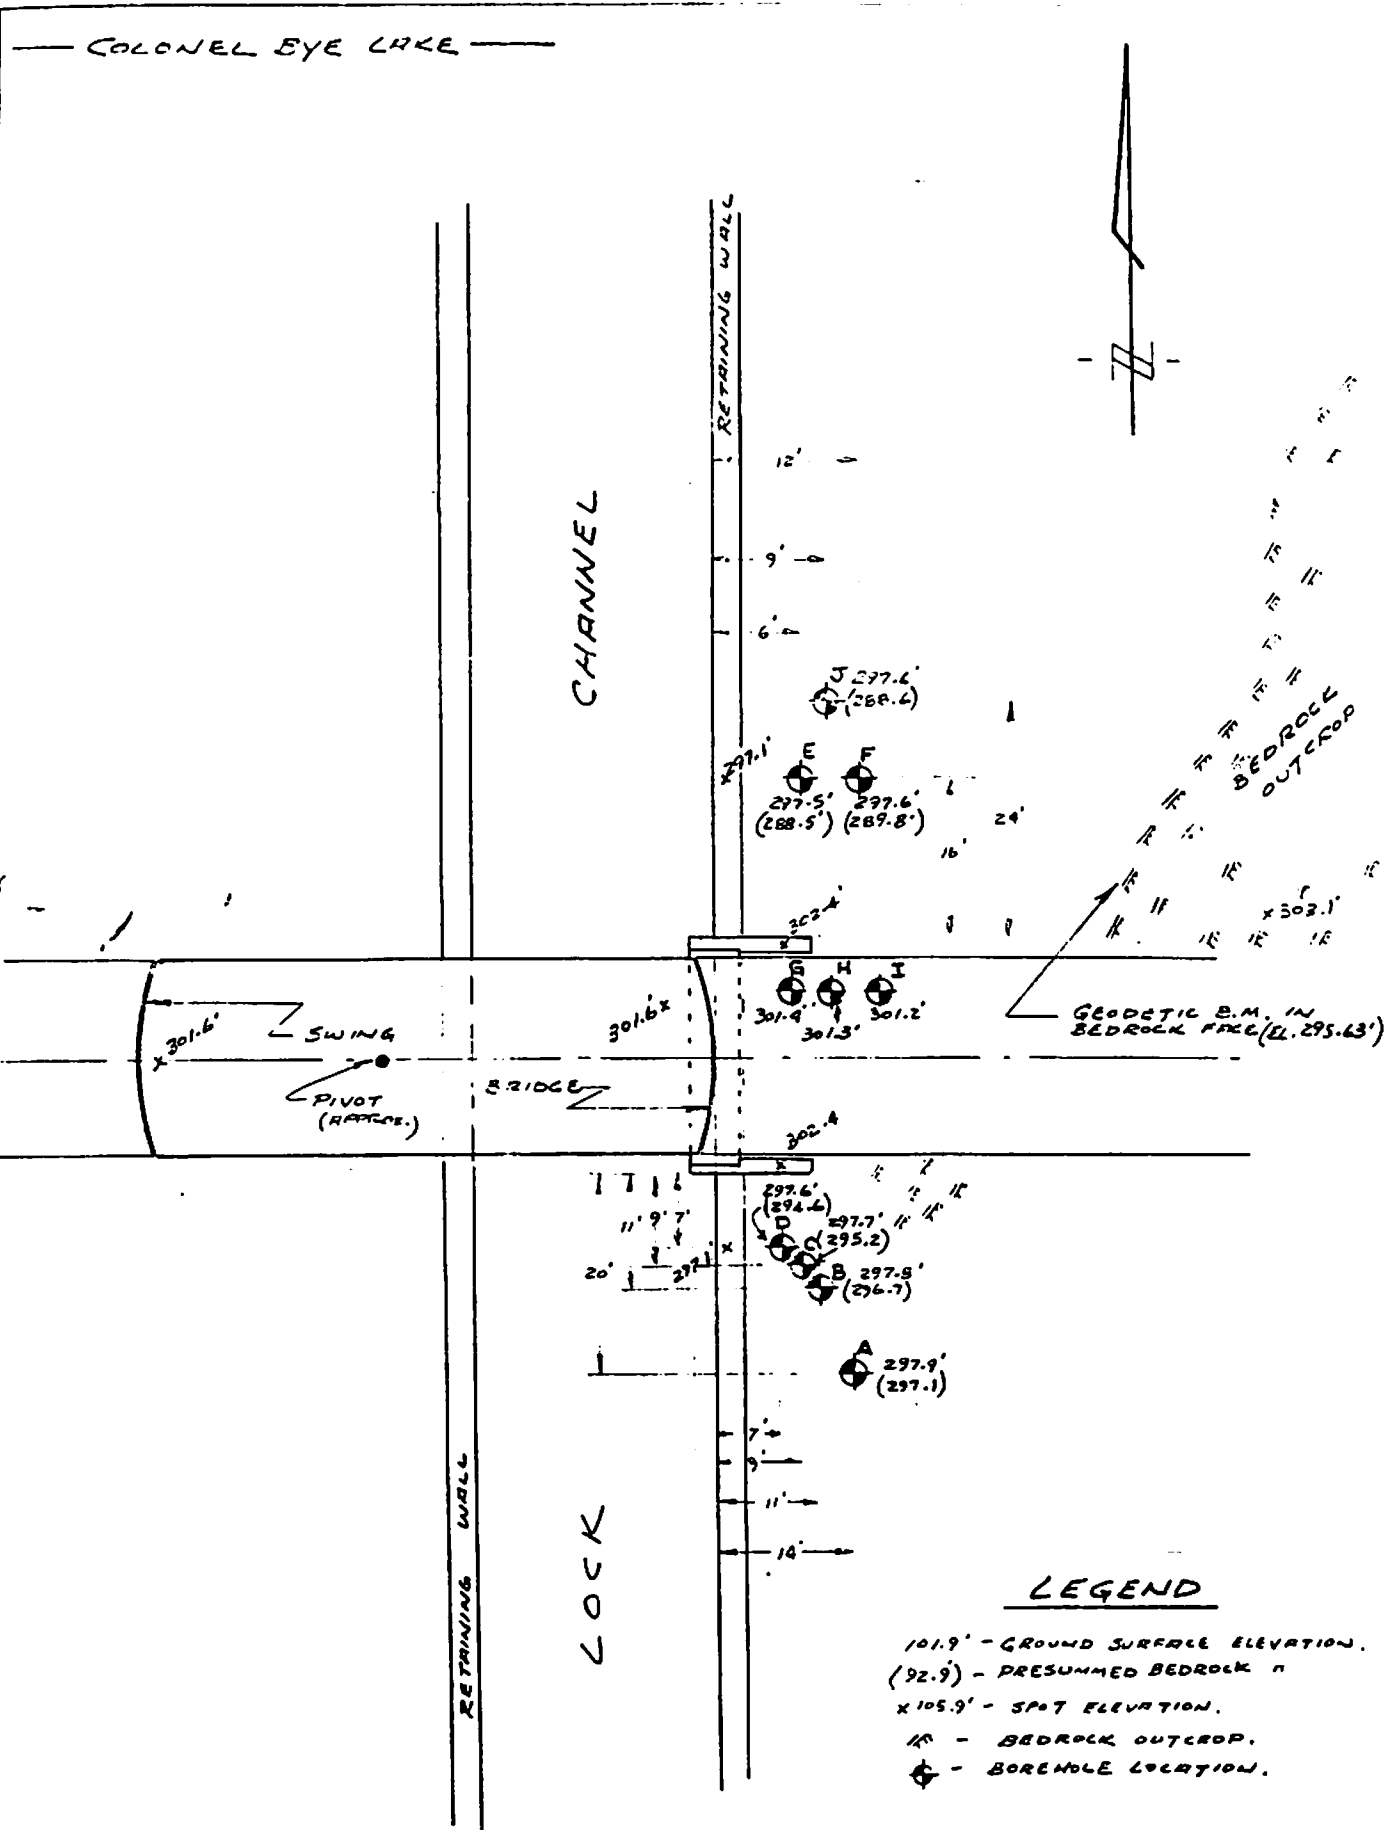 COLONEL EYE LAKE
RETAINING WALL
12'
9'
6'
CHANNEL
J 297.6'
(288.6)
297.1'
E
F
297.5'
(288.5')
297.6'
(289.8')
16'
24'
BEDROCK
OUTCROP
x 303.1'
G
H
I
301.4'
301.3'
301.2'
GEODETIC B.M. IN
BEDROCK FACE (EL. 295.63')
301.6'
x 301.6'
SWING
PIVOT
(APPROX.)
BRIDGE
302.4
11' 9' 7'
20'
297.1'
297.6'
(294.6)
D
297.7'
(295.2)
C
B 297.8'
(296.7)
A
297.9'
(297.1)
7'
9'
11'
14'
RETAINING WALL
LOCK
LEGEND
101.9' - GROUND SURFACE ELEVATION.
(92.9') - PRESUMMED BEDROCK "
x 105.9' - SPOT ELEVATION.
- BEDROCK OUTCROP.
- BOREHOLE LOCATION.